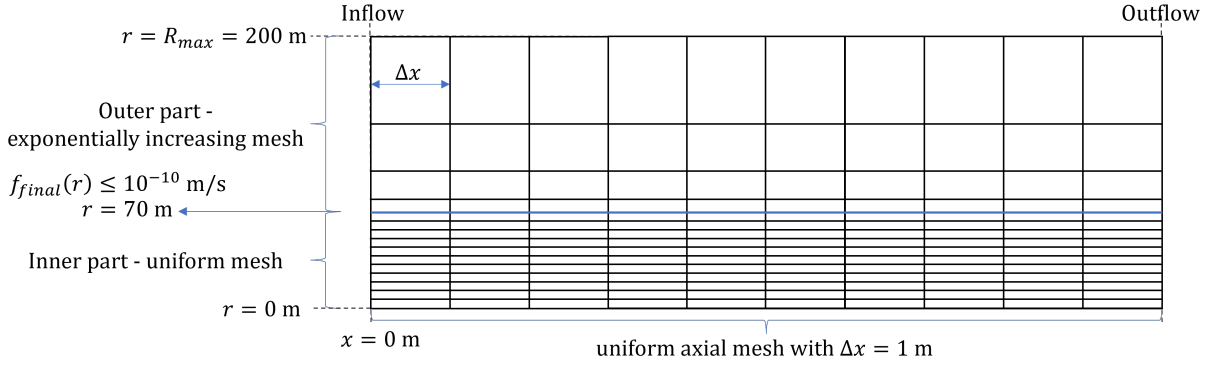 Inflow
Outflow
r = R_max = 200 m
Δx
Outer part -
exponentially increasing mesh
f_final(r) ≤ 10⁻¹⁰ m/s
r = 70 m
Inner part - uniform mesh
r = 0 m
x = 0 m
uniform axial mesh with Δx = 1 m